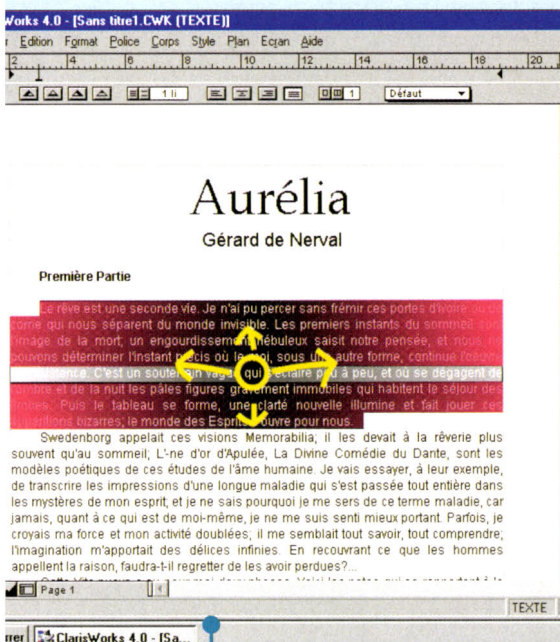 Works 4.0 - [Sans titre1.CWK (TEXTE)]
r Edition Format Police Corps Style Plan Ecran Aide
2 4 6 8 10 12 14 16 18 20
1 li 1 Défaut
Aurélia
Gérard de Nerval
Première Partie
Le rêve est une seconde vie. Je n'ai pu percer sans frémir ces portes d'ivoire ou de
corne qui nous séparent du monde invisible. Les premiers instants du sommeil sont
l'image de la mort; un engourdissement nébuleux saisit notre pensée, et nous ne
pouvons déterminer l'instant précis où le moi, sous une autre forme, continue l'oeuvre
existence. C'est un souterrain vague qui s'éclaire peu à peu, et où se dégagent de
l'ombre et de la nuit les pâles figures gravement immobiles qui habitent le séjour des
limbes. Puis le tableau se forme, une clarté nouvelle illumine et fait jouer ces
apparitions bizarres; le monde des Esprits s'ouvre pour nous.
Swedenborg appelait ces visions Memorabilia; il les devait à la rêverie plus
souvent qu'au sommeil; L'-ne d'or d'Apulée, La Divine Comédie du Dante, sont les
modèles poétiques de ces études de l'âme humaine. Je vais essayer, à leur exemple,
de transcrire les impressions d'une longue maladie qui s'est passée tout entière dans
les mystères de mon esprit; et je ne sais pourquoi je me sers de ce terme maladie, car
jamais, quant à ce qui est de moi-même, je ne me suis senti mieux portant. Parfois, je
croyais ma force et mon activité doublées; il me semblait tout savoir, tout comprendre;
l'imagination m'apportait des délices infinies. En recouvrant ce que les hommes
appellent la raison, faudra-t-il regretter de les avoir perdues?...
Page 1
TEXTE
rrer ClarisWorks 4.0 - [Sa...